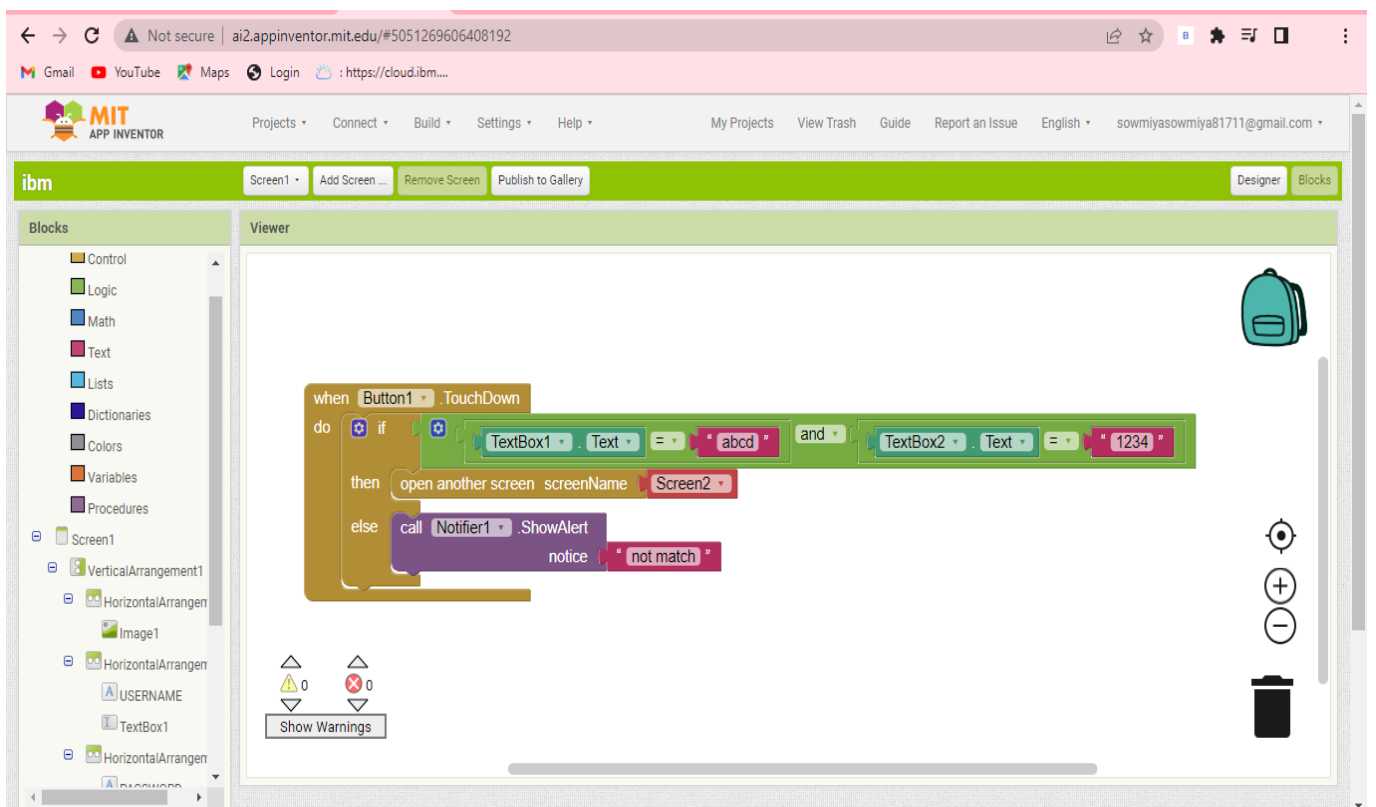 Not secure | ai2.appinventor.mit.edu/#5051269606408192
B
Gmail YouTube Maps Login : https://cloud.ibm....
MIT APP INVENTOR
Projects Connect Build Settings Help My Projects View Trash Guide Report an Issue English sowmiyasowmiya81711@gmail.com
ibm Screen1 Add Screen ... Remove Screen Publish to Gallery Designer Blocks
Blocks
Viewer
Control
Logic
Math
Text
Lists
Dictionaries
Colors
Variables
Procedures
Screen1
VerticalArrangement1
HorizontalArrangem
Image1
HorizontalArrangem
A USERNAME
TextBox1
HorizontalArrangem
A PASSWORD
when Button1 .TouchDown
do if TextBox1 . Text = " abcd " and TextBox2 . Text = " 1234 "
then open another screen screenName Screen2
else call Notifier1 .ShowAlert
notice " not match "
0 0
Show Warnings